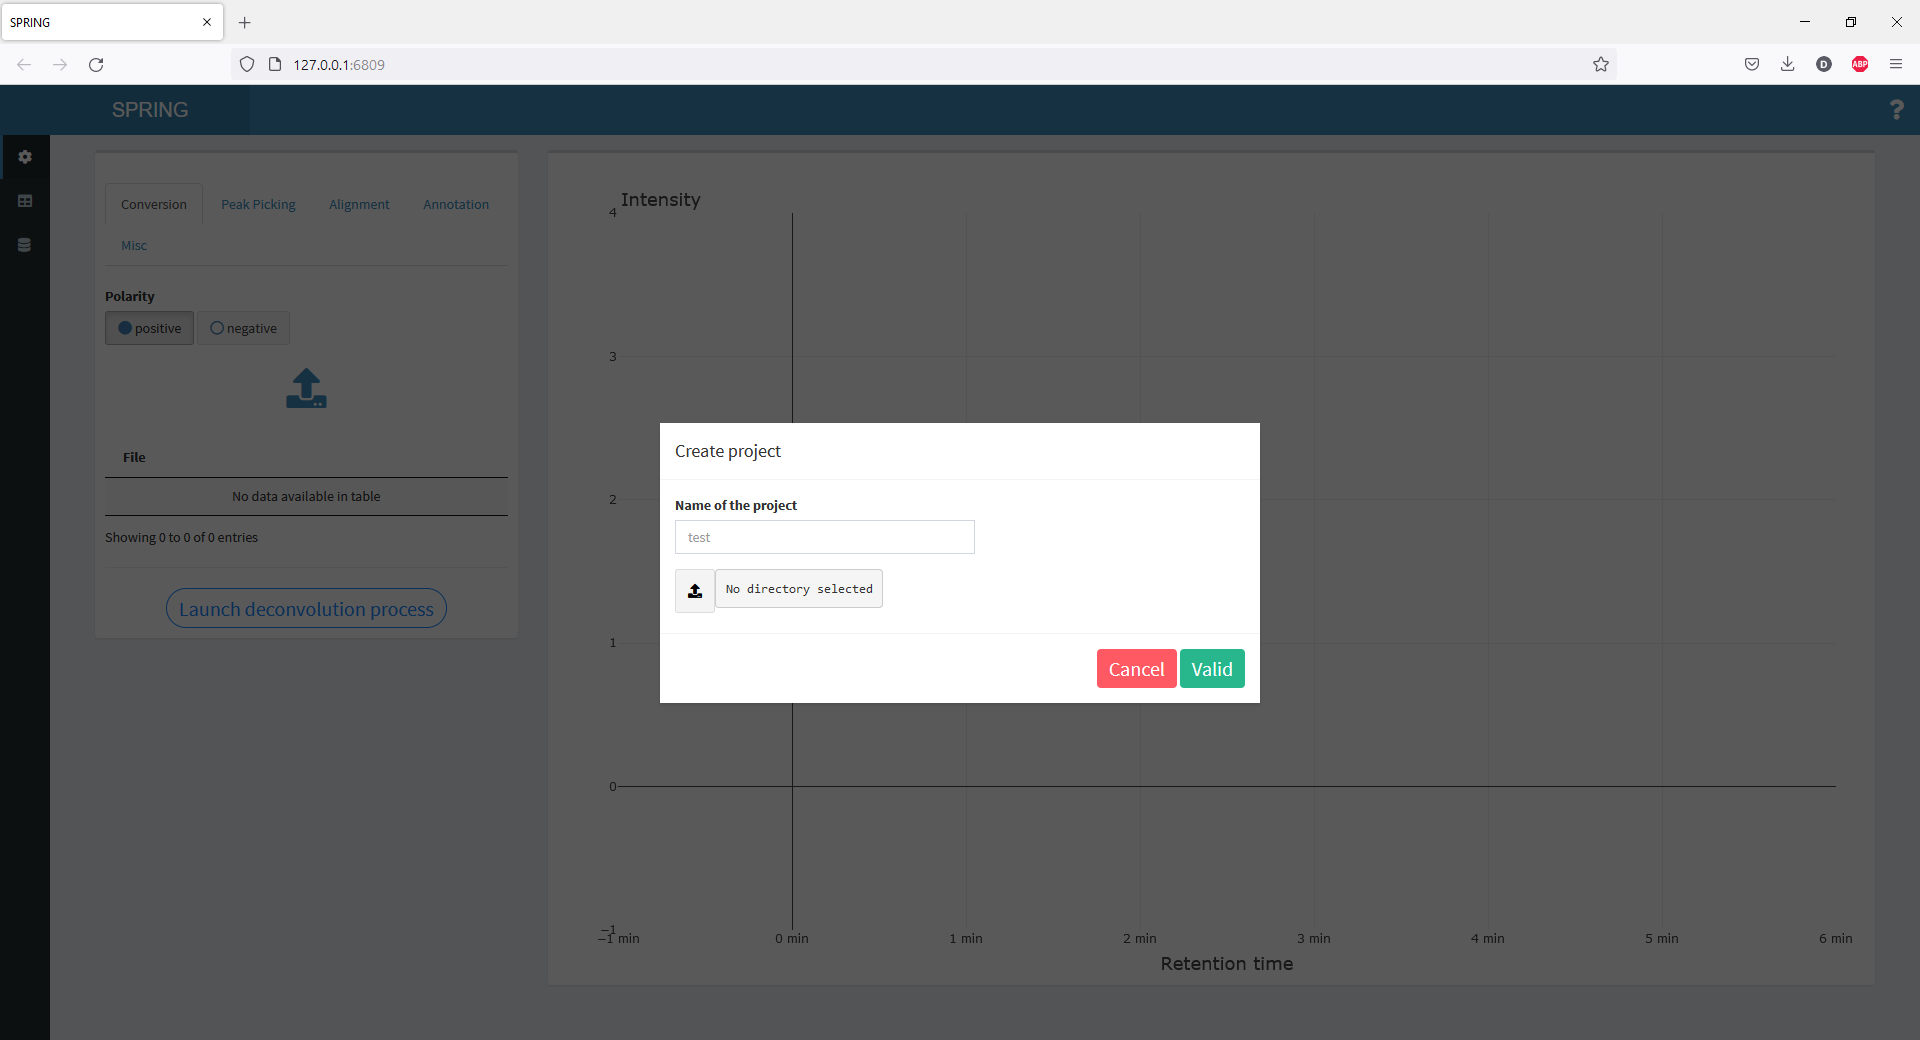 SPRING
127.0.0.1:6809
D
ABP
SPRING
?
Conversion Peak Picking Alignment Annotation
Misc
Polarity
positive negative
File
No data available in table
Showing 0 to 0 of 0 entries
Launch deconvolution process
Intensity
4
3
2
1
0
−1
−1 min 0 min 1 min 2 min 3 min 4 min 5 min 6 min
Retention time
Create project
Name of the project
test
No directory selected
Cancel Valid